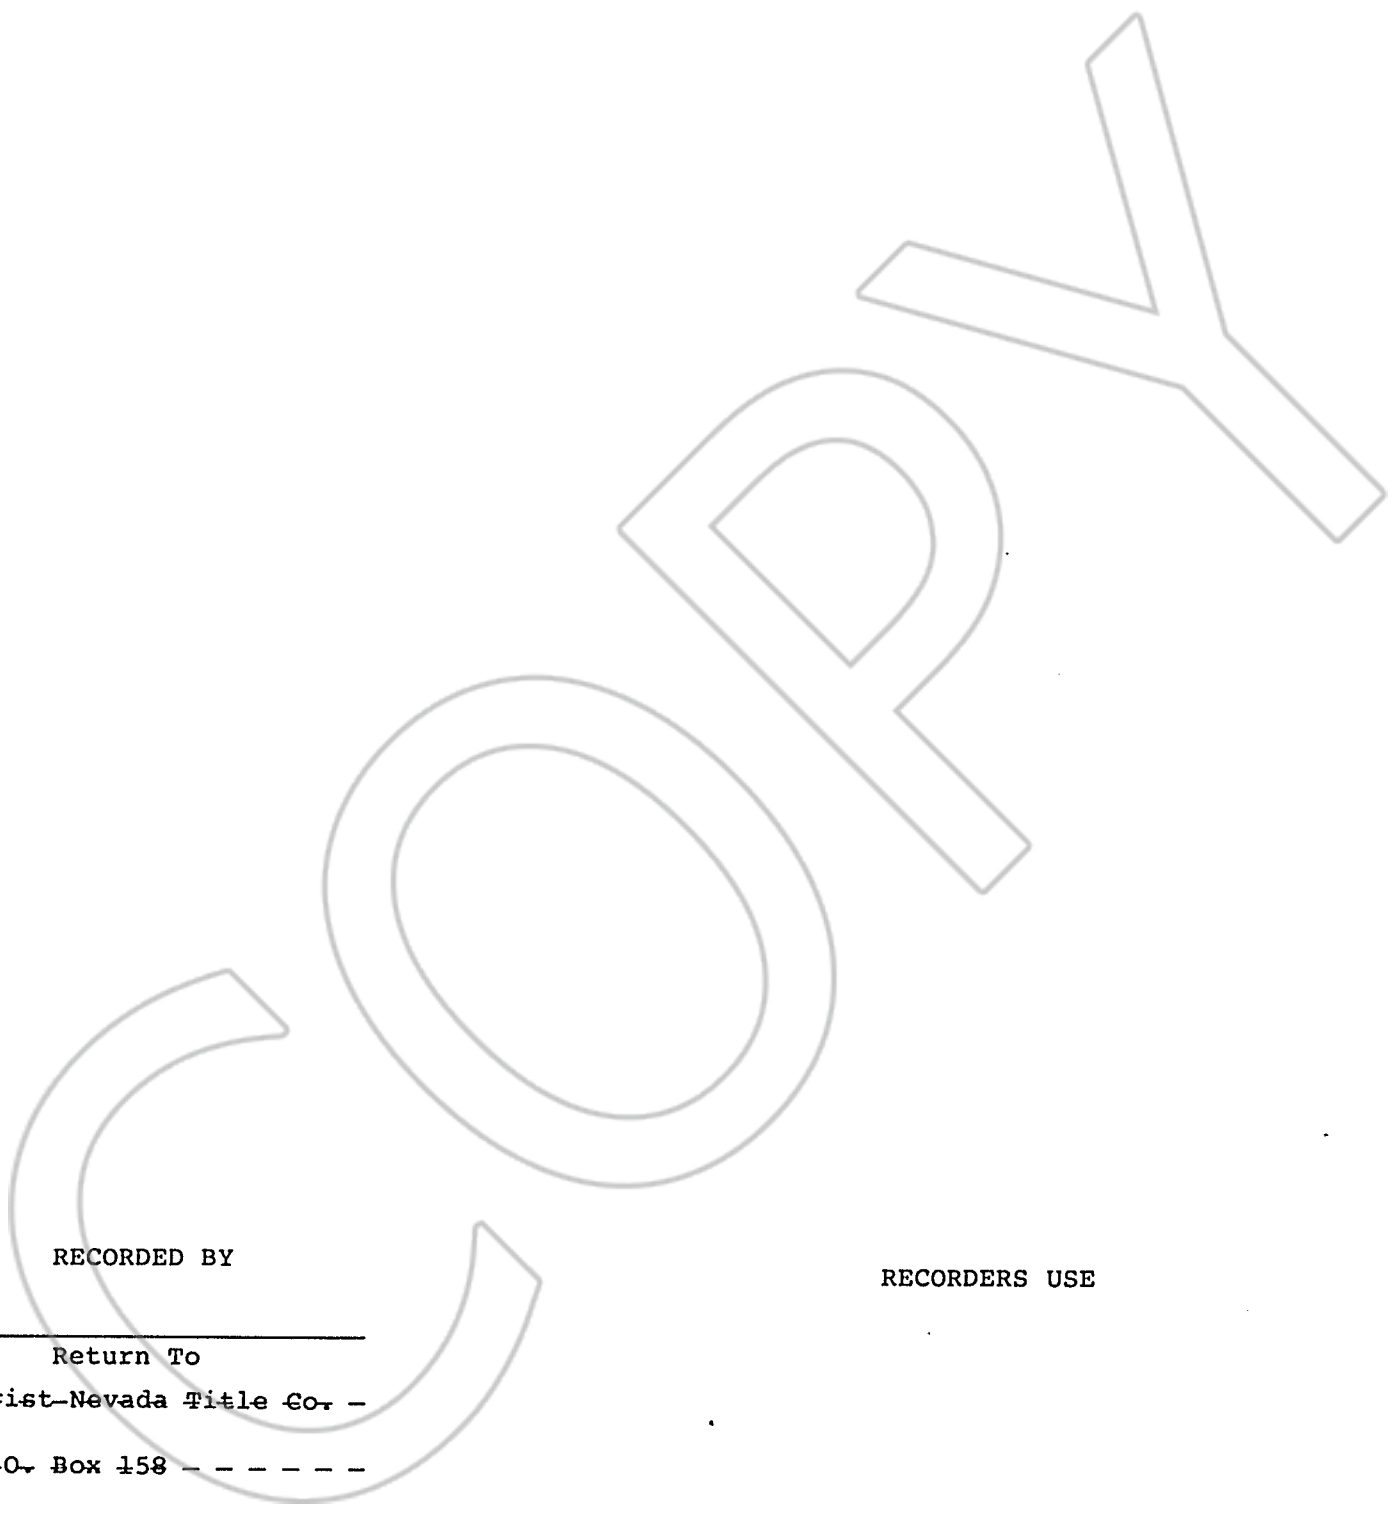 COPY
RECORDED BY
RECORDERS USE
Return To
Nevada Title Co.
O. Box 158